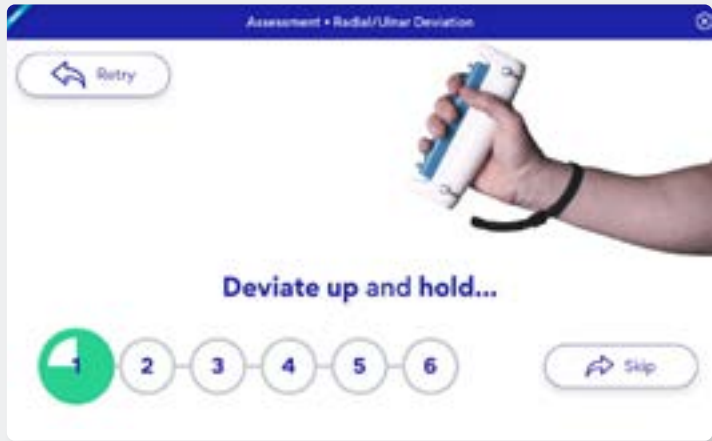 Assessment • Radial/Ulnar Deviation
Retry
Deviate up and hold...
1 2 3 4 5 6
Skip